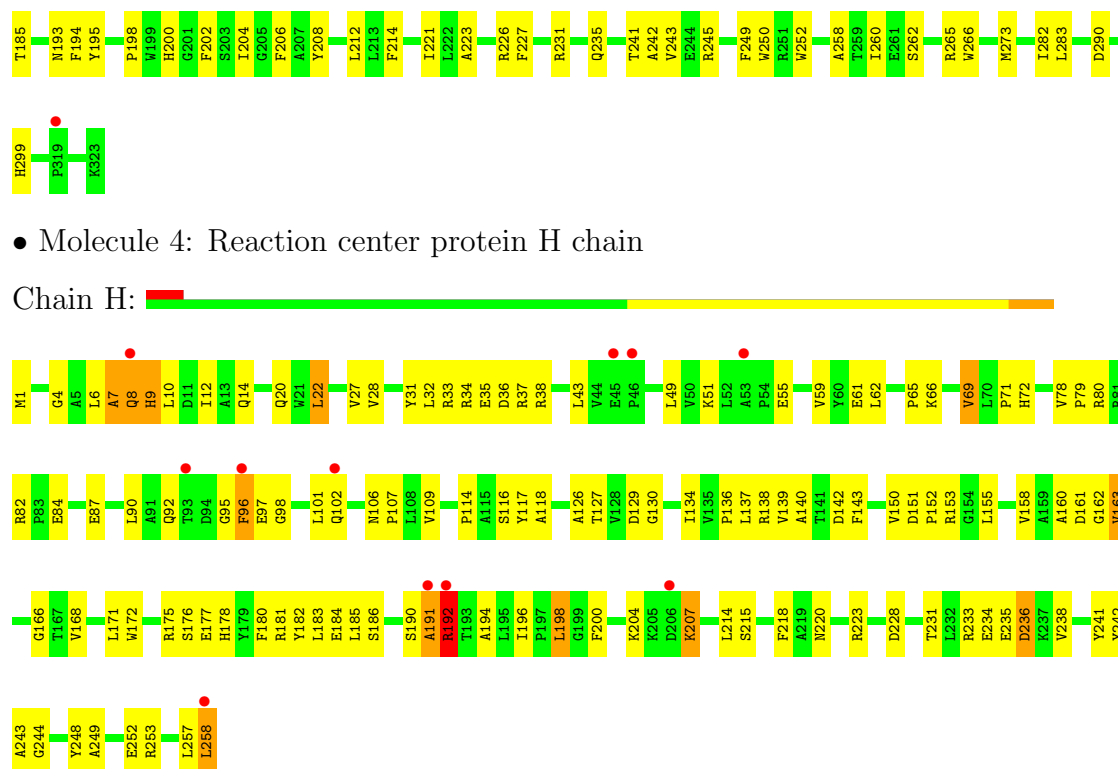 T185 N193 F194 Y195 P198 W199 H200 G201 F202 S203 I204 G205 F206 A207 Y208 L212 L213 F214 I221 L222 A223 R226 F227 R231 Q235 T241 A242 V243 E244 R245 F249 W250 R251 W252 A258 T259 I260 E261 S262 R265 W266 M273 I282 L283 D290
H299 P319 K323
• Molecule 4: Reaction center protein H chain
Chain H:
M1 G4 A5 L6 A7 Q8 H9 L10 D11 I12 A13 Q14 Q20 W21 L22 V27 V28 Y31 L32 R33 R34 E35 D36 R37 R38 L43 V44 E45 P46 L49 V50 K51 L52 A53 P54 E55 V59 Y60 E61 L62 P65 K66 V69 L70 P71 H72 V78 P79 R80
R82 P83 E84 E87 L90 A91 Q92 T93 D94 G95 F96 E97 G98 L101 Q102 N106 P107 L108 V109 P114 A115 S116 Y117 A118 A126 T127 V128 D129 G130 I134 V135 P136 L137 R138 V139 A140 T141 D142 F143 V150 D151 P152 R153 G154 L155 V158 A159 A160 D161 G162
G166 T167 V168 L171 W172 R175 S176 E177 H178 Y179 F180 R181 Y182 L183 E184 L185 S186 S190 A191 R192 T193 A194 L195 I196 P197 L198 G199 F200 K204 K205 D206 K207 L214 S215 F218 A219 N220 R223 D228 T231 L232 R233 E234 E235 D236 K237 V238 Y241
A243 G244 Y248 A249 E252 R253 L257 L258